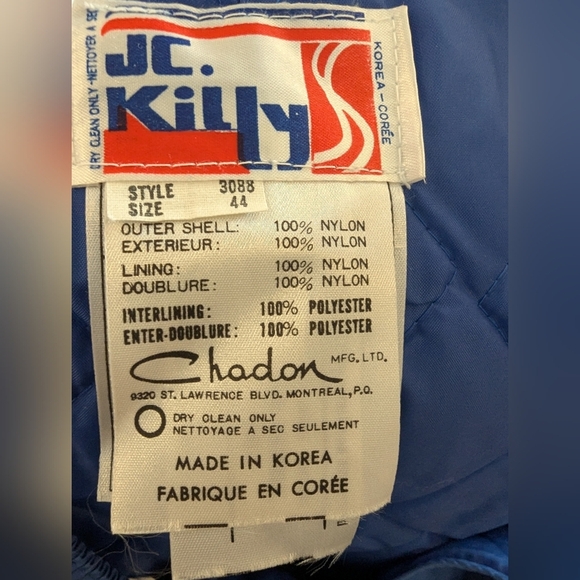 JC.
Killy
DRY CLEAN ONLY - NETTOYER A SEC
KOREA - CORÉE
STYLE 3088
SIZE 44
OUTER SHELL: 100% NYLON
EXTERIEUR: 100% NYLON
LINING: 100% NYLON
DOUBLURE: 100% NYLON
INTERLINING: 100% POLYESTER
ENTER-DOUBLURE: 100% POLYESTER
Chadon MFG. LTD.
9320 ST. LAWRENCE BLVD. MONTREAL, P.Q.
DRY CLEAN ONLY
NETTOYAGE A SEC SEULEMENT
MADE IN KOREA
FABRIQUE EN CORÉE